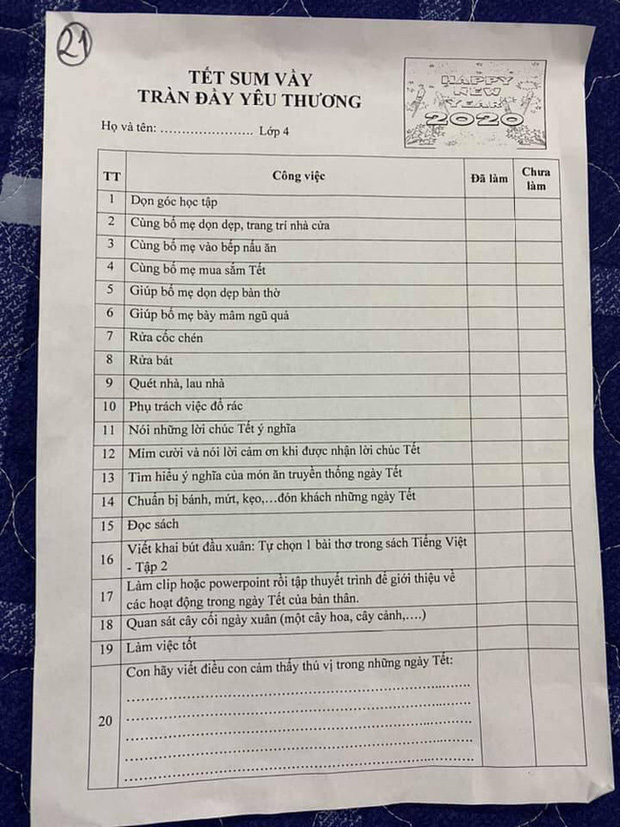 21
TẾT SUM VẦY
TRÀN ĐẦY YÊU THƯƠNG
HAPPY
NEW
YEAR
2020
Họ và tên: ...................... Lớp 4
TT Công việc Đã làm Chưa làm
1 Dọn góc học tập
2 Cùng bố mẹ dọn dẹp, trang trí nhà cửa
3 Cùng bố mẹ vào bếp nấu ăn
4 Cùng bố mẹ mua sắm Tết
5 Giúp bố mẹ dọn dẹp bàn thờ
6 Giúp bố mẹ bày mâm ngũ quả
7 Rửa cốc chén
8 Rửa bát
9 Quét nhà, lau nhà
10 Phụ trách việc đổ rác
11 Nói những lời chúc Tết ý nghĩa
12 Mỉm cười và nói lời cảm ơn khi được nhận lời chúc Tết
13 Tìm hiểu ý nghĩa của món ăn truyền thống ngày Tết
14 Chuẩn bị bánh, mứt, kẹo,…đón khách những ngày Tết
15 Đọc sách
16 Viết khai bút đầu xuân: Tự chọn 1 bài thơ trong sách Tiếng Việt
- Tập 2
17 Làm clip hoặc powerpoint rồi tập thuyết trình để giới thiệu về
các hoạt động trong ngày Tết của bản thân.
18 Quan sát cây cối ngày xuân (một cây hoa, cây cảnh,….)
19 Làm việc tốt
20 Con hãy viết điều con cảm thấy thú vị trong những ngày Tết: